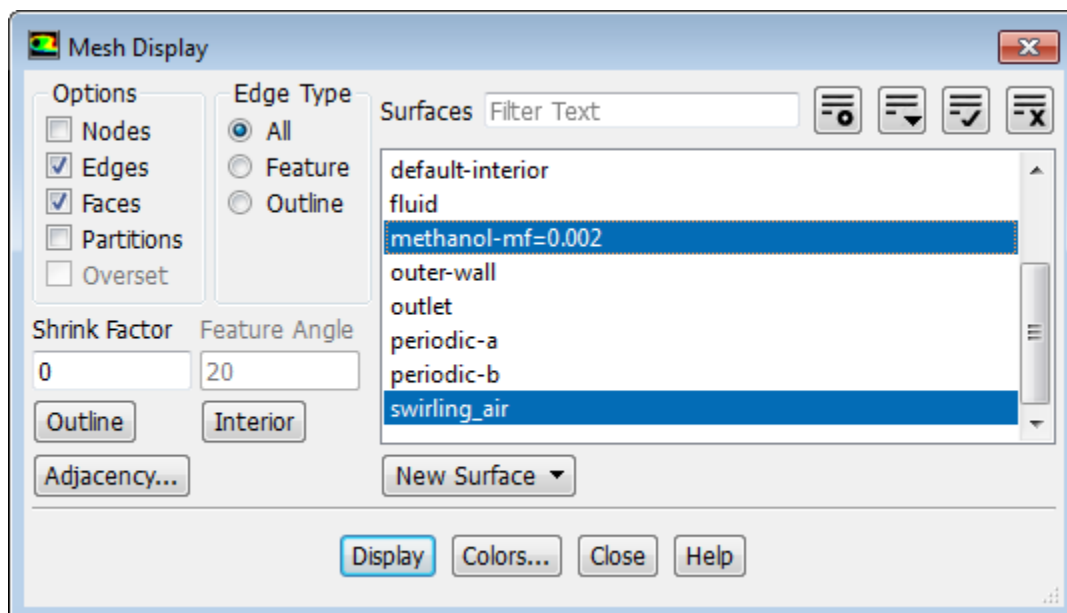 Mesh Display
Options
Nodes
Edges
Faces
Partitions
Overset
Edge Type
All
Feature
Outline
Shrink Factor
0
Feature Angle
20
Outline
Interior
Adjacency...
Surfaces Filter Text
default-interior
fluid
methanol-mf=0.002
outer-wall
outlet
periodic-a
periodic-b
swirling_air
New Surface
Display Colors... Close Help